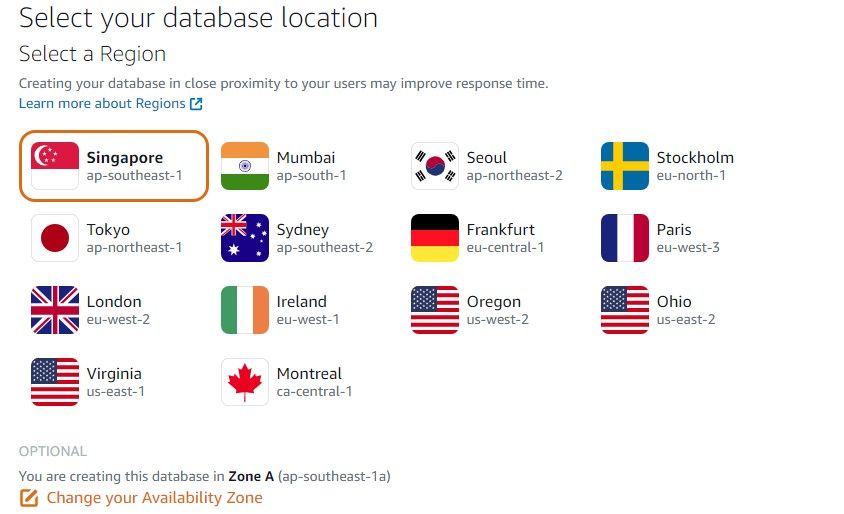 Select your database location
Select a Region
Creating your database in close proximity to your users may improve response time.
Learn more about Regions
Singapore
ap-southeast-1
Mumbai
ap-south-1
Seoul
ap-northeast-2
Stockholm
eu-north-1
Tokyo
ap-northeast-1
Sydney
ap-southeast-2
Frankfurt
eu-central-1
Paris
eu-west-3
London
eu-west-2
Ireland
eu-west-1
Oregon
us-west-2
Ohio
us-east-2
Virginia
us-east-1
Montreal
ca-central-1
OPTIONAL
You are creating this database in Zone A (ap-southeast-1a)
Change your Availability Zone